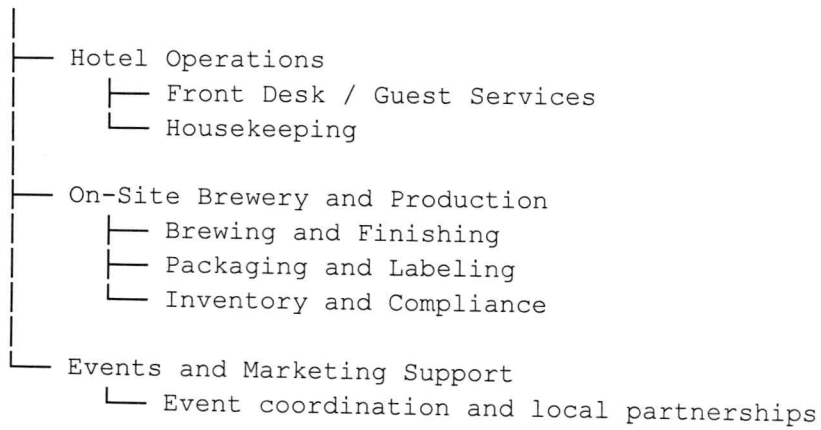 Hotel Operations
Front Desk / Guest Services
Housekeeping
On-Site Brewery and Production
Brewing and Finishing
Packaging and Labeling
Inventory and Compliance
Events and Marketing Support
Event coordination and local partnerships